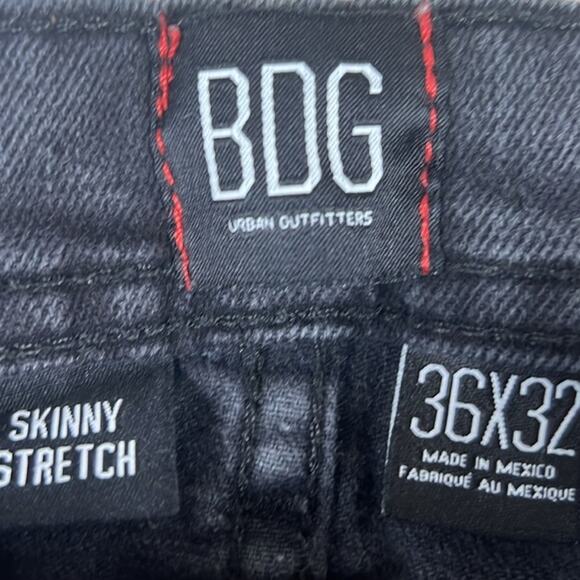 BDG
URBAN OUTFITTERS
SKINNY
STRETCH
36X32
MADE IN MEXICO
FABRIQUÉ AU MEXIQUE